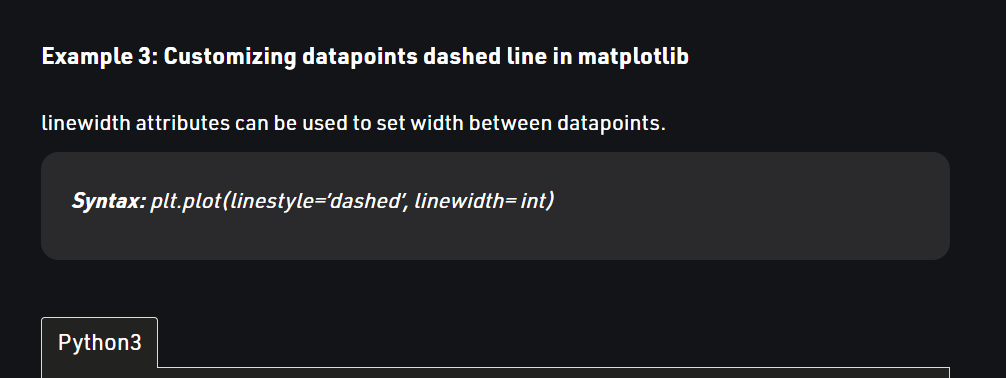 Example 3: Customizing datapoints dashed line in matplotlib
linewidth attributes can be used to set width between datapoints.
Syntax: plt.plot(linestyle=’dashed’, linewidth= int)
Python3